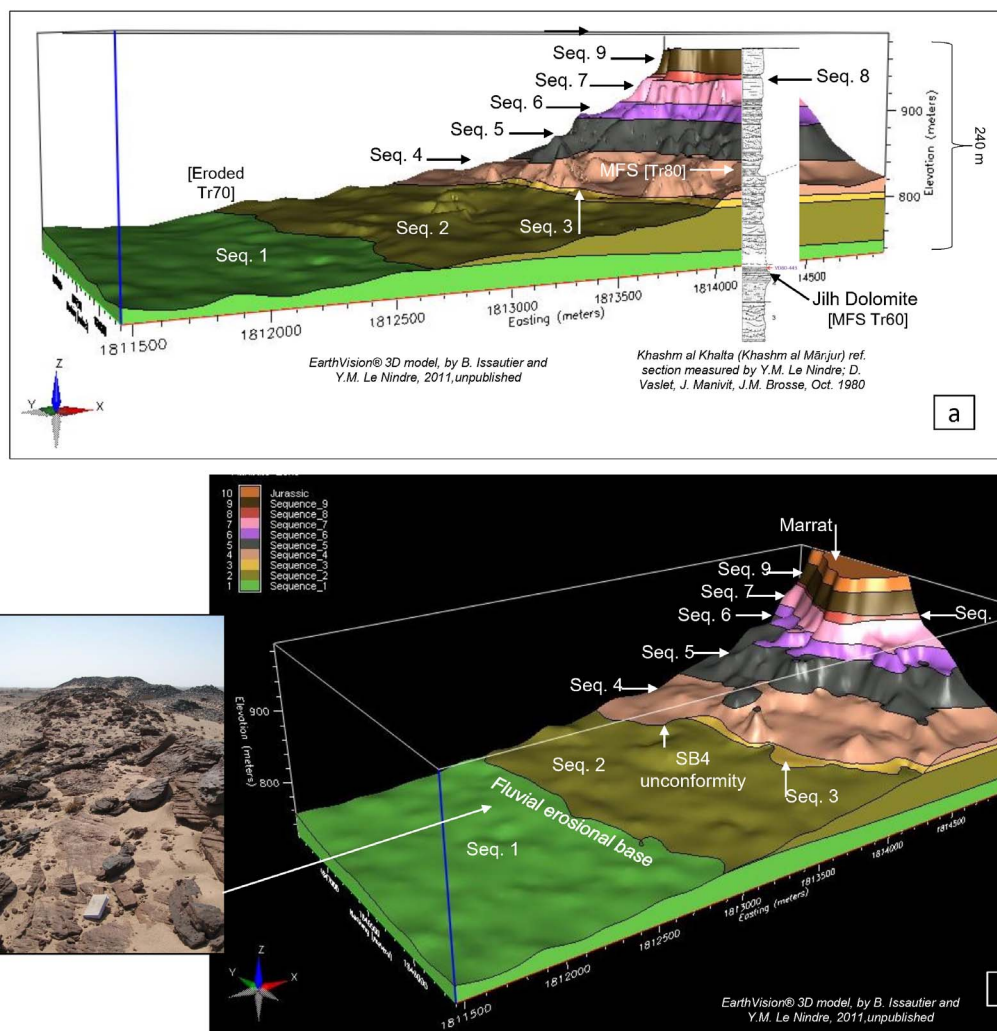 Seq. 9
Seq. 8
Seq. 7
Seq. 6
900
Seq. 5
Elevation (meters)
240 m
Seq. 4
MFS [Tr80]
[Eroded
Tr70]
800
Seq. 3
Seq. 2
Seq. 1
1811500
1812000
1812500
1813000
1813500
1814000
14500
Easting (meters)
3
Jilh Dolomite
[MFS Tr60]
EarthVision® 3D model, by B. Issautier and
Y.M. Le Nindre, 2011,unpublished
Khashm al Khalta (Khashm al Mārjur) ref.
section measured by Y.M. Le Nindre; D.
Vaslet, J. Manivit, J.M. Brosse, Oct. 1980
Z
Y
X
a
10 Jurassic
9 Sequence_9
8 Sequence_8
7 Sequence_7
6 Sequence_6
5 Sequence_5
4 Sequence_4
3 Sequence_3
2 Sequence_2
1 Sequence_1
Marrat
Seq. 9
Seq. 7
Seq. 6
Seq.
Seq. 5
Seq. 4
Elevation (meters)
900
800
SB4
unconformity
Seq. 2
Seq. 3
Fluvial erosional base
Seq. 1
1811500
1812000
1812500
1813000
1813500
1814000
1814500
Easting (meters)
Z
Y
X
EarthVision® 3D model, by B. Issautier and
Y.M. Le Nindre, 2011,unpublished